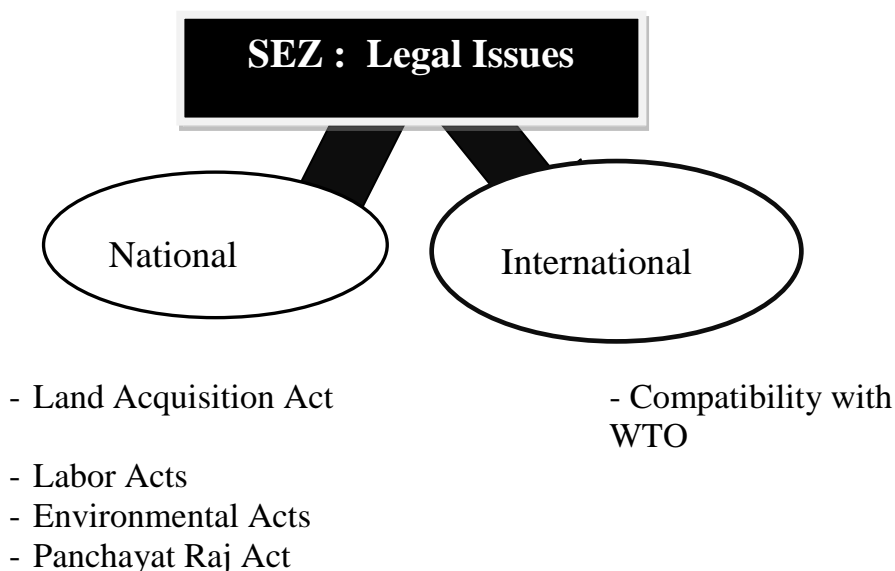 SEZ : Legal Issues
National
International
- Land Acquisition Act
- Compatibility with
WTO
- Labor Acts
- Environmental Acts
- Panchayat Raj Act